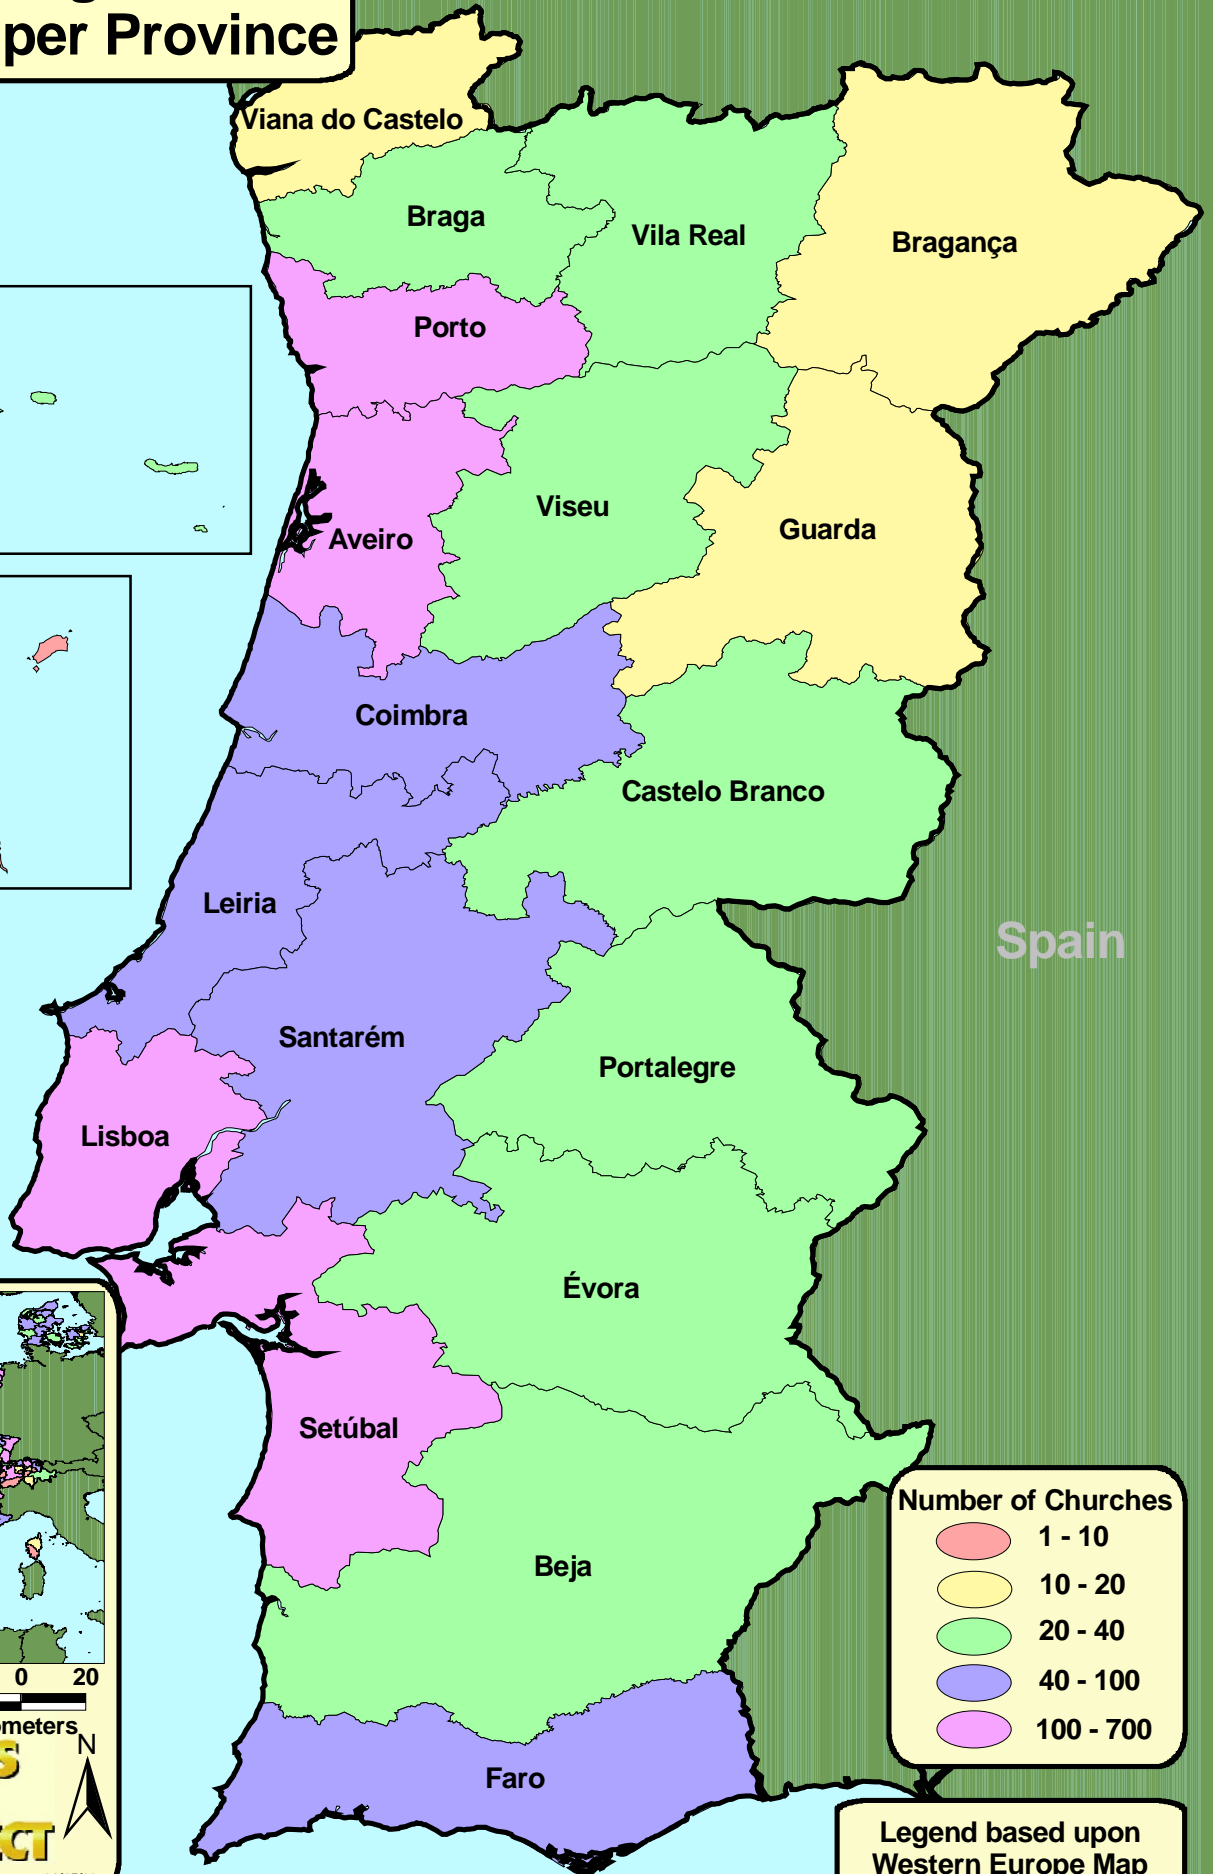 per Province
Viana do Castelo
Braga
Vila Real
Bragança
Porto
Viseu
Guarda
Aveiro
Coimbra
Castelo Branco
Leiria
Spain
Santarém
Portalegre
Lisboa
Évora
Setúbal
Beja
Faro
Number of Churches
1 - 10
10 - 20
20 - 40
40 - 100
100 - 700
0 20
ometers
N
S
CT
Legend based upon
Western Europe Map